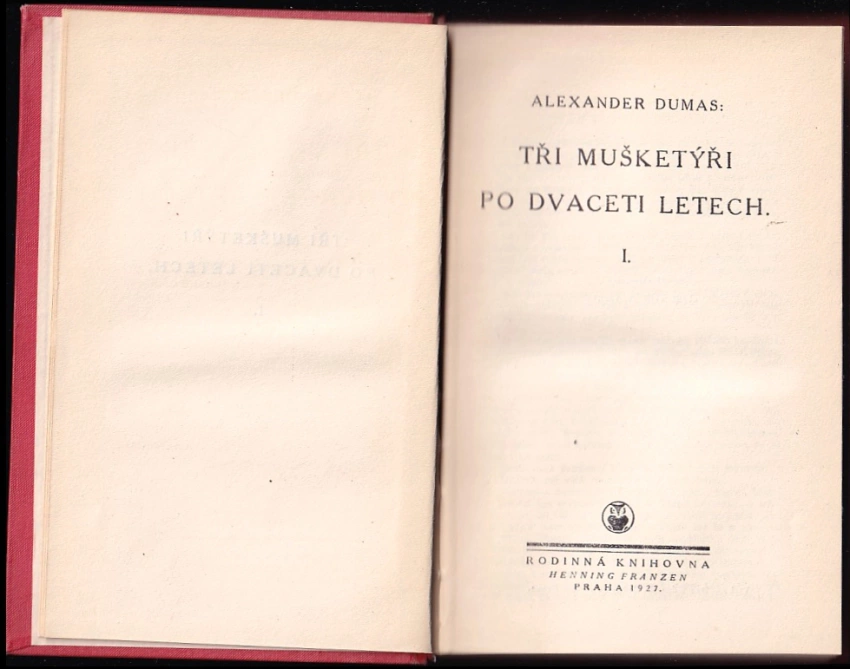 ALEXANDER DUMAS:
TŘI MUŠKETÝŘI
PO DVACETI LETECH.
I.
RODINNÁ KNIHOVNA
HENNING FRANZEN
PRAHA 1927.